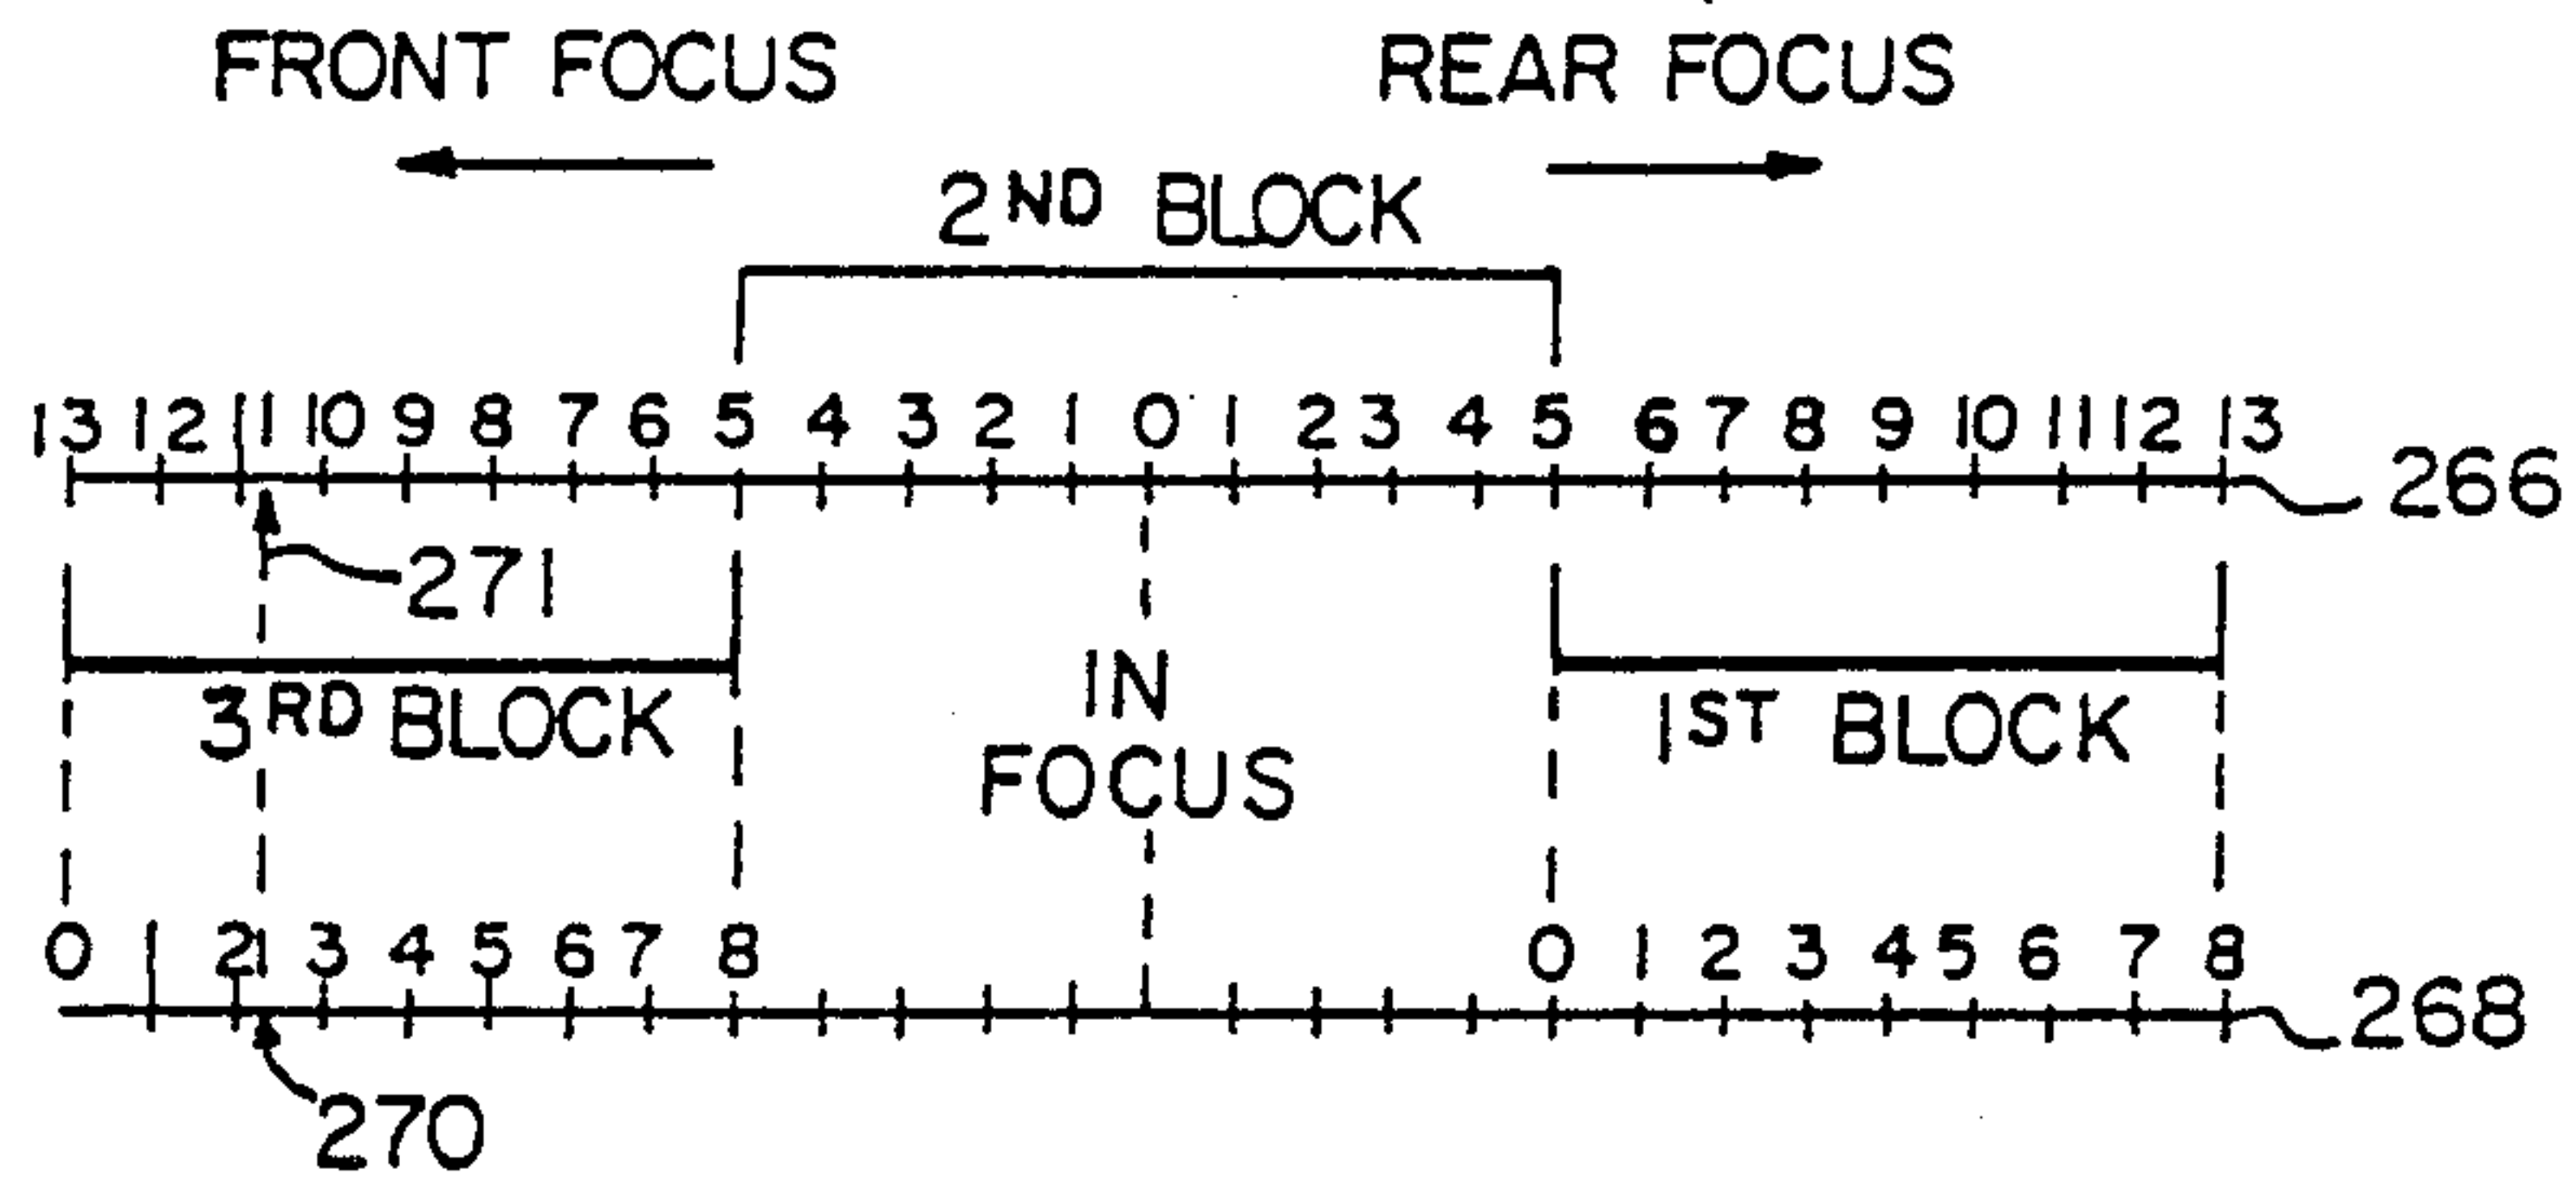 FRONT FOCUS REAR FOCUS
2ND BLOCK
13 12 11 10 9 8 7 6 5 4 3 2 1 0 1 2 3 4 5 6 7 8 9 10 11 12 13
266
271
3RD BLOCK IN FOCUS 1ST BLOCK
0 1 2 3 4 5 6 7 8 0 1 2 3 4 5 6 7 8
268
270